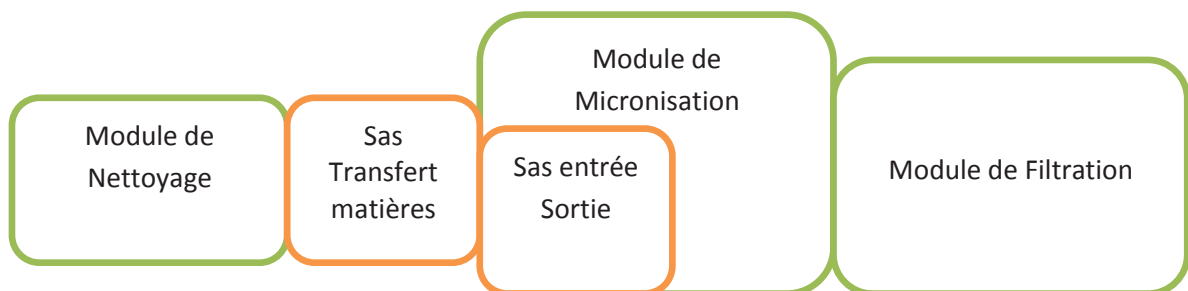 Module de
Nettoyage
Sas
Transfert
matières
Module de
Micronisation
Sas entrée
Sortie
Module de Filtration